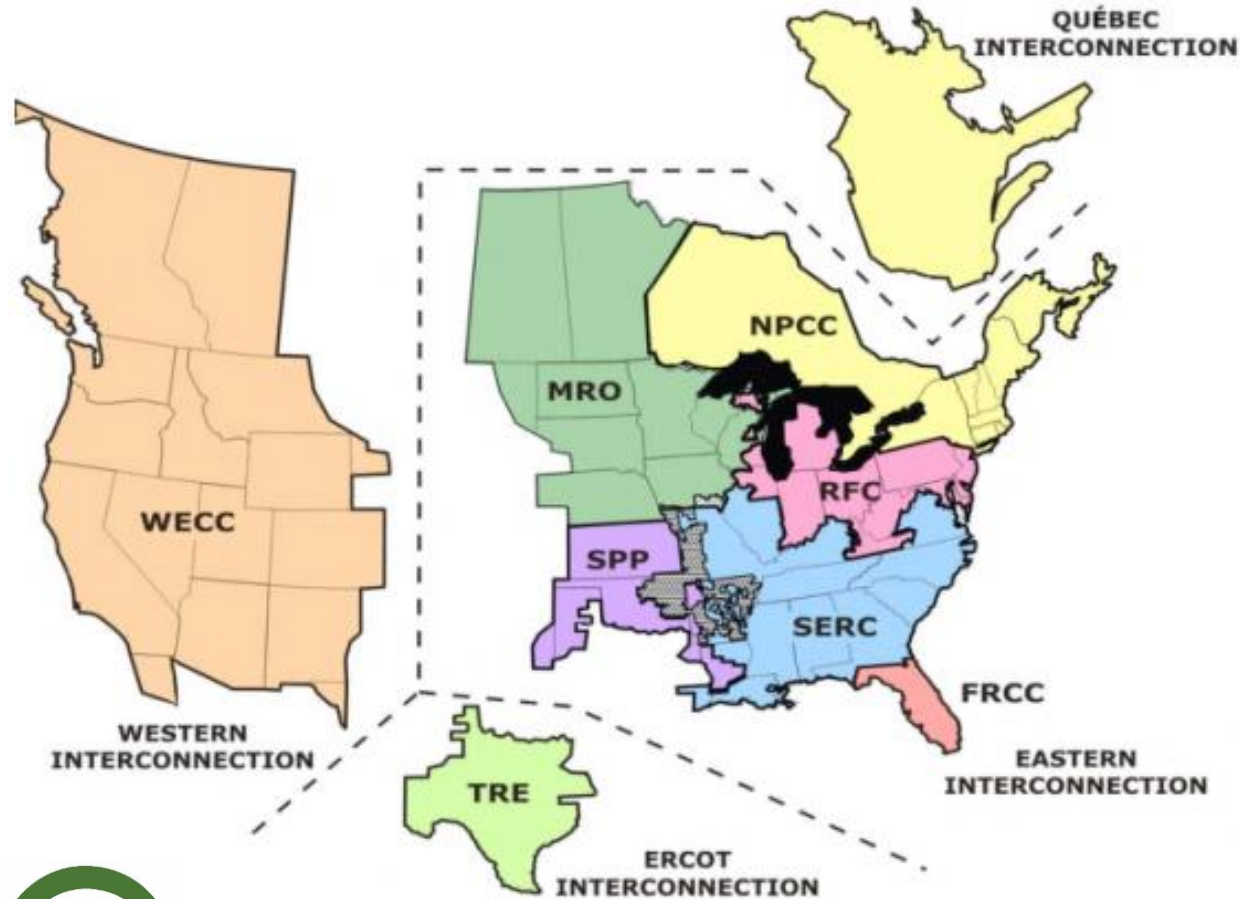 QUÉBEC
INTERCONNECTION
NPCC
MRO
RFC
WECC
SPP
SERC
FRCC
WESTERN
INTERCONNECTION
EASTERN
INTERCONNECTION
TRE
ERCOT
INTERCONNECTION